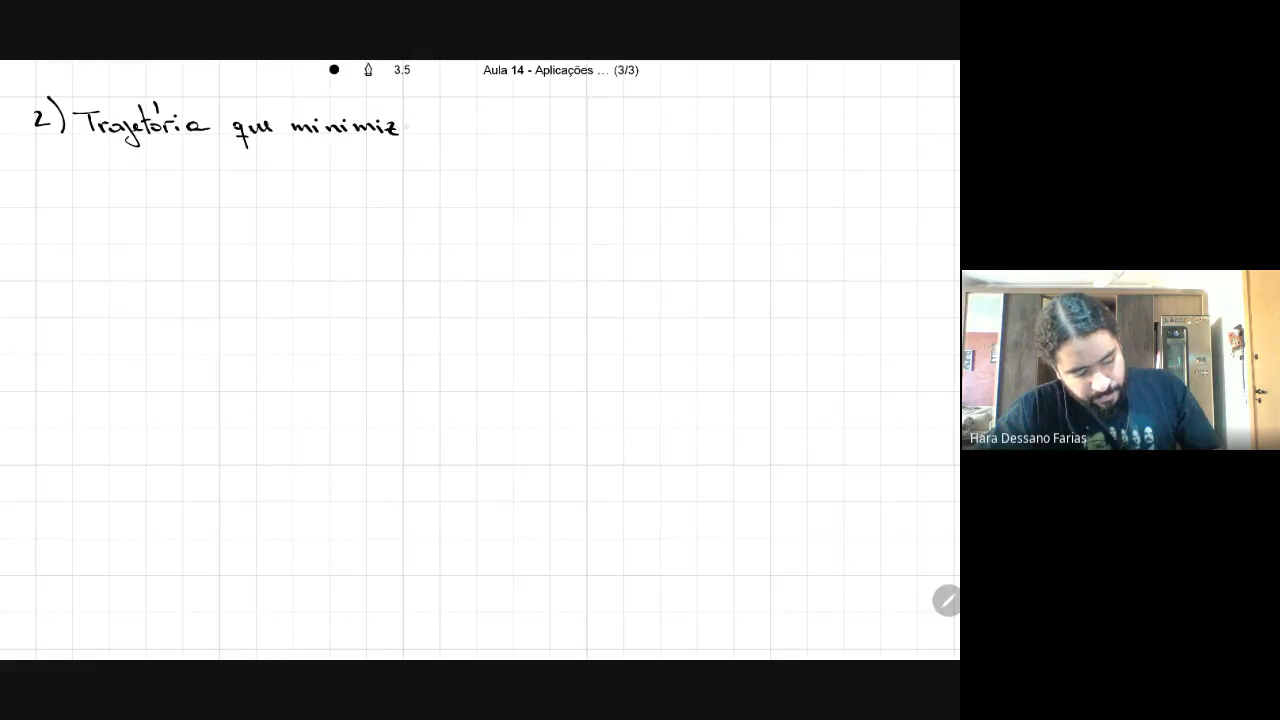 3.5 Aula 14 - Aplicações ... (3/3)
2) Trajetória que minimiz
Hara Dessano Farias